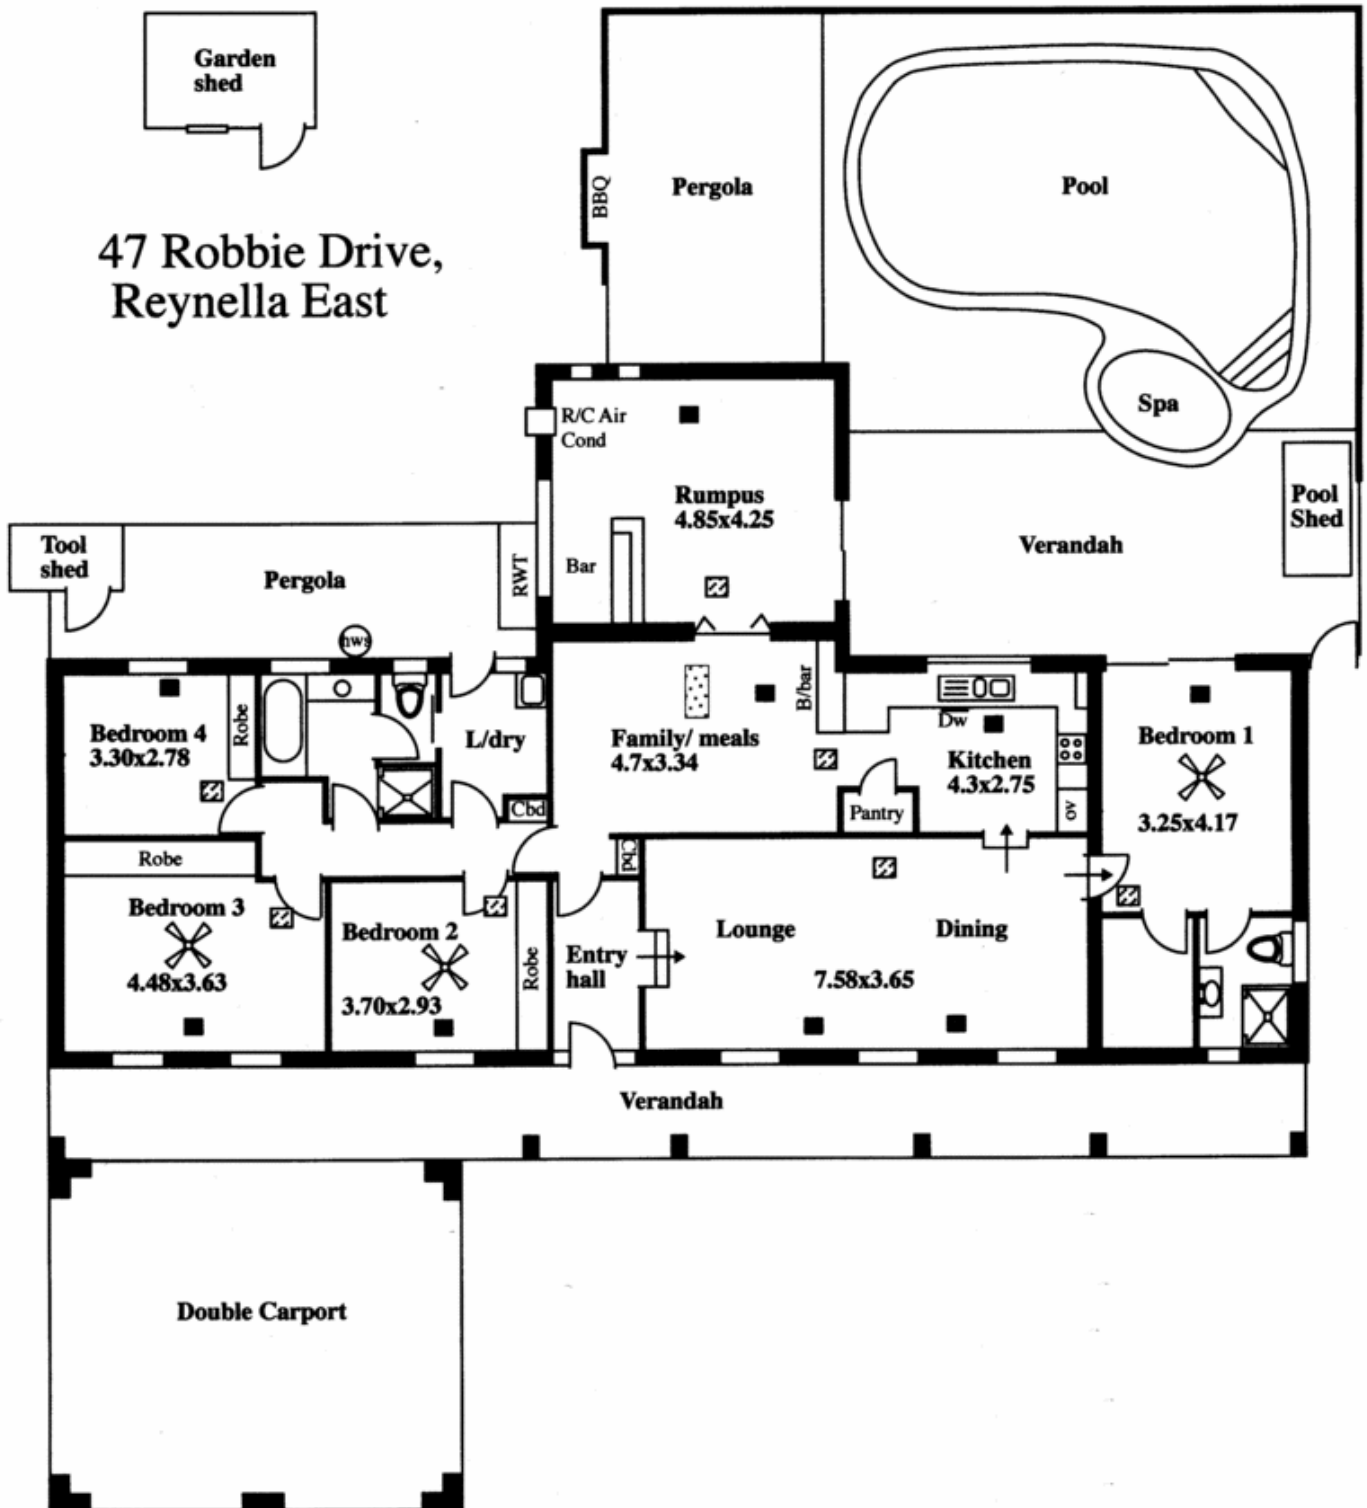 Garden
shed
47 Robbie Drive,
Reynella East
BBQ
Pergola
Pool
Spa
R/C Air
Cond
Rumpus
4.85x4.25
Bar
Pool
Shed
Verandah
Tool
shed
Pergola
RWT
hws
Bedroom 4
3.30x2.78
Robe
L/dry
Cbd
Family/ meals
4.7x3.34
B/bar
Dw
Kitchen
4.3x2.75
Pantry
ov
Bedroom 1
3.25x4.17
Robe
Bedroom 3
4.48x3.63
Bedroom 2
3.70x2.93
Robe
Cbd
Entry
hall
Lounge
Dining
7.58x3.65
Verandah
Double Carport